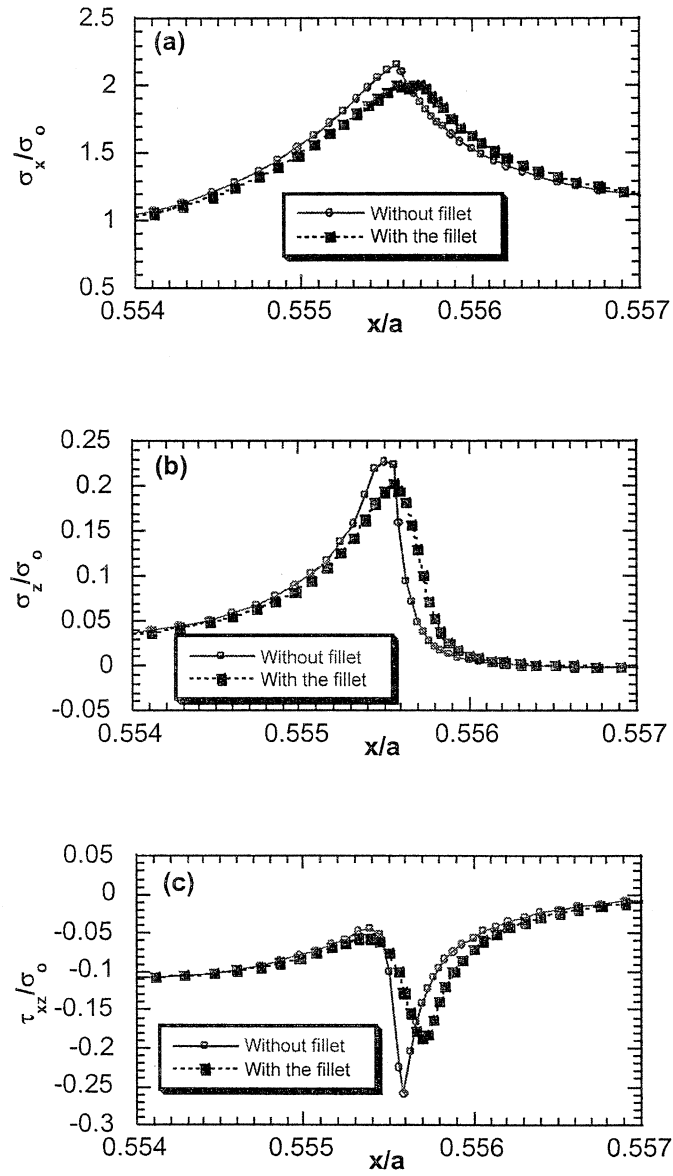 2.5
(a)
2
σx/σo
1.5
Without fillet
With the fillet
1
0.5
0.554 0.555 0.556 0.557
x/a
0.25
(b)
0.2
0.15
σz/σo
0.1
0.05
Without fillet
0
With the fillet
-0.05
0.554 0.555 0.556 0.557
x/a
0.05
(c)
0
-0.05
-0.1
τxz/σo
-0.15
Without fillet
-0.2
With the fillet
-0.25
-0.3
0.554 0.555 0.556 0.557
x/a